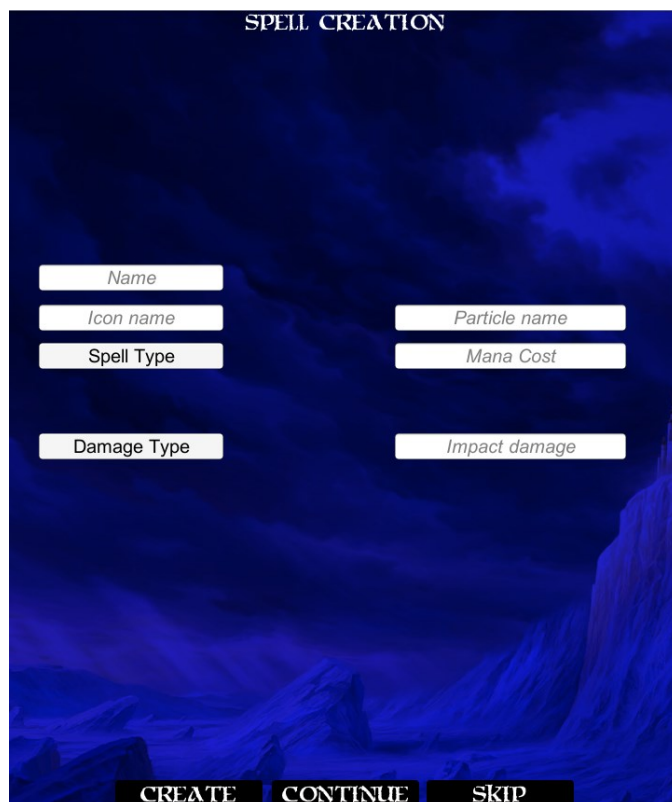 SPELL CREATION
Name
Icon name
Particle name
Spell Type
Mana Cost
Damage Type
Impact damage
CREATE
CONTINUE
SKIP